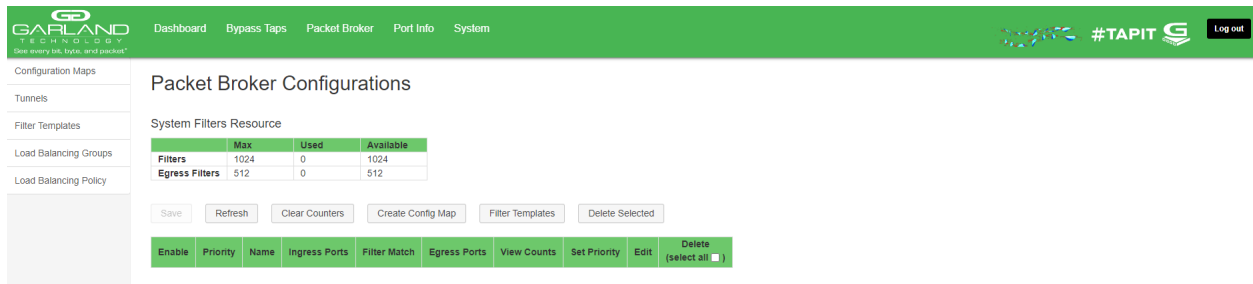 GARLAND
TECHNOLOGY
See every bit, byte, and packet®
Dashboard Bypass Taps Packet Broker Port Info System
#TAPIT
Log out
Configuration Maps
Tunnels
Filter Templates
Load Balancing Groups
Load Balancing Policy
Packet Broker Configurations
System Filters Resource
Max Used Available
Filters 1024 0 1024
Egress Filters 512 0 512
Save Refresh Clear Counters Create Config Map Filter Templates Delete Selected
Enable Priority Name Ingress Ports Filter Match Egress Ports View Counts Set Priority Edit Delete
(select all )